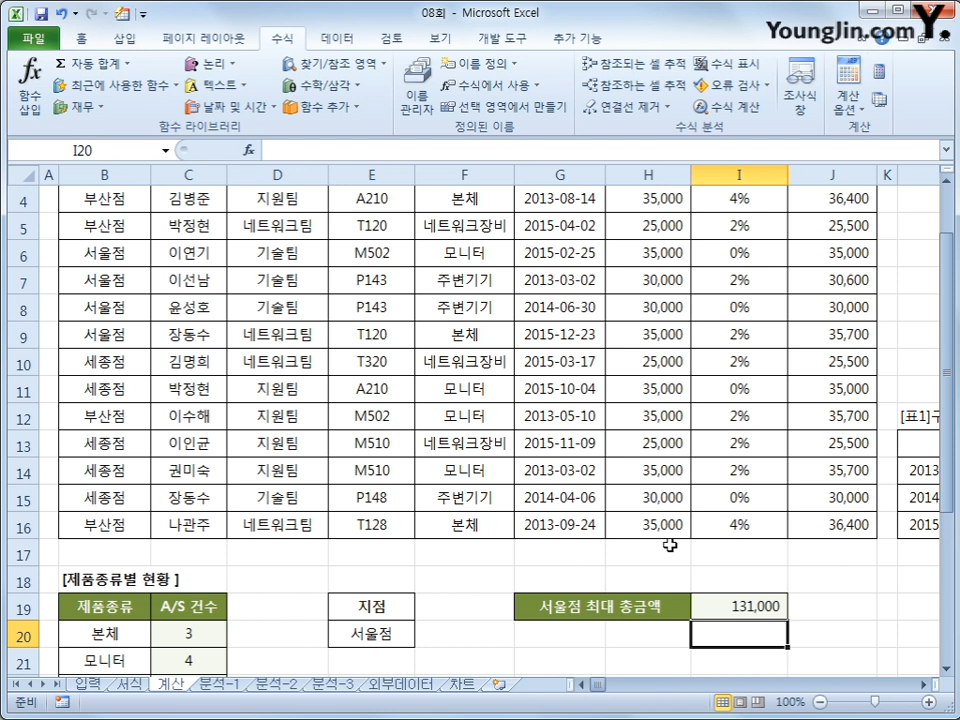 08회 - Microsoft Excel
Younglin.com Y.
파일 홈 삽입 페이지 레이아웃 수식 데이터 검토 보기 개발 도구 추가 기능
fx 함수 삽입
Σ 자동 합계 논리 찾기/참조 영역
최근에 사용한 함수 텍스트 수학/삼각
재무 날짜 및 시간 함수 추가
함수 라이브러리
이름 관리자
이름 정의
수식에서 사용
선택 영역에서 만들기
정의된 이름
참조되는 셀 추적 수식 표시
참조하는 셀 추적 오류 검사
연결선 제거 수식 계산
수식 분석
조사식 창
계산 옵션
계산
I20 fx
A B C D E F G H I J K
4 부산점 김병준 지원팀 A210 본체 2013-08-14 35,000 4% 36,400
5 부산점 박정현 네트워크팀 T120 네트워크장비 2015-04-02 25,000 2% 25,500
6 서울점 이연기 기술팀 M502 모니터 2015-02-25 35,000 0% 35,000
7 서울점 이선남 기술팀 P143 주변기기 2013-03-02 30,000 2% 30,600
8 서울점 윤성호 기술팀 P143 주변기기 2014-06-30 30,000 0% 30,000
9 서울점 장동수 네트워크팀 T120 본체 2015-12-23 35,000 2% 35,700
10 세종점 김명희 네트워크팀 T320 네트워크장비 2015-03-17 25,000 2% 25,500
11 세종점 박정현 지원팀 A210 모니터 2015-10-04 35,000 0% 35,000
12 부산점 이수해 지원팀 M502 모니터 2013-05-10 35,000 2% 35,700 [표1]구
13 세종점 이인균 지원팀 M510 네트워크장비 2015-11-09 25,000 2% 25,500
14 세종점 권미숙 지원팀 M510 모니터 2013-03-02 35,000 2% 35,700 2013
15 세종점 장동수 기술팀 P148 주변기기 2014-04-06 30,000 0% 30,000 2014
16 부산점 나관주 네트워크팀 T128 본체 2013-09-24 35,000 4% 36,400 2015
17
18 [제품종류별 현황 ]
19 제품종류 A/S 건수 지점 서울점 최대 총금액 131,000
20 본체 3 서울점
21 모니터 4
입력 서식 계산 분석-1 분석-2 분석-3 외부데이터 차트
준비 100%